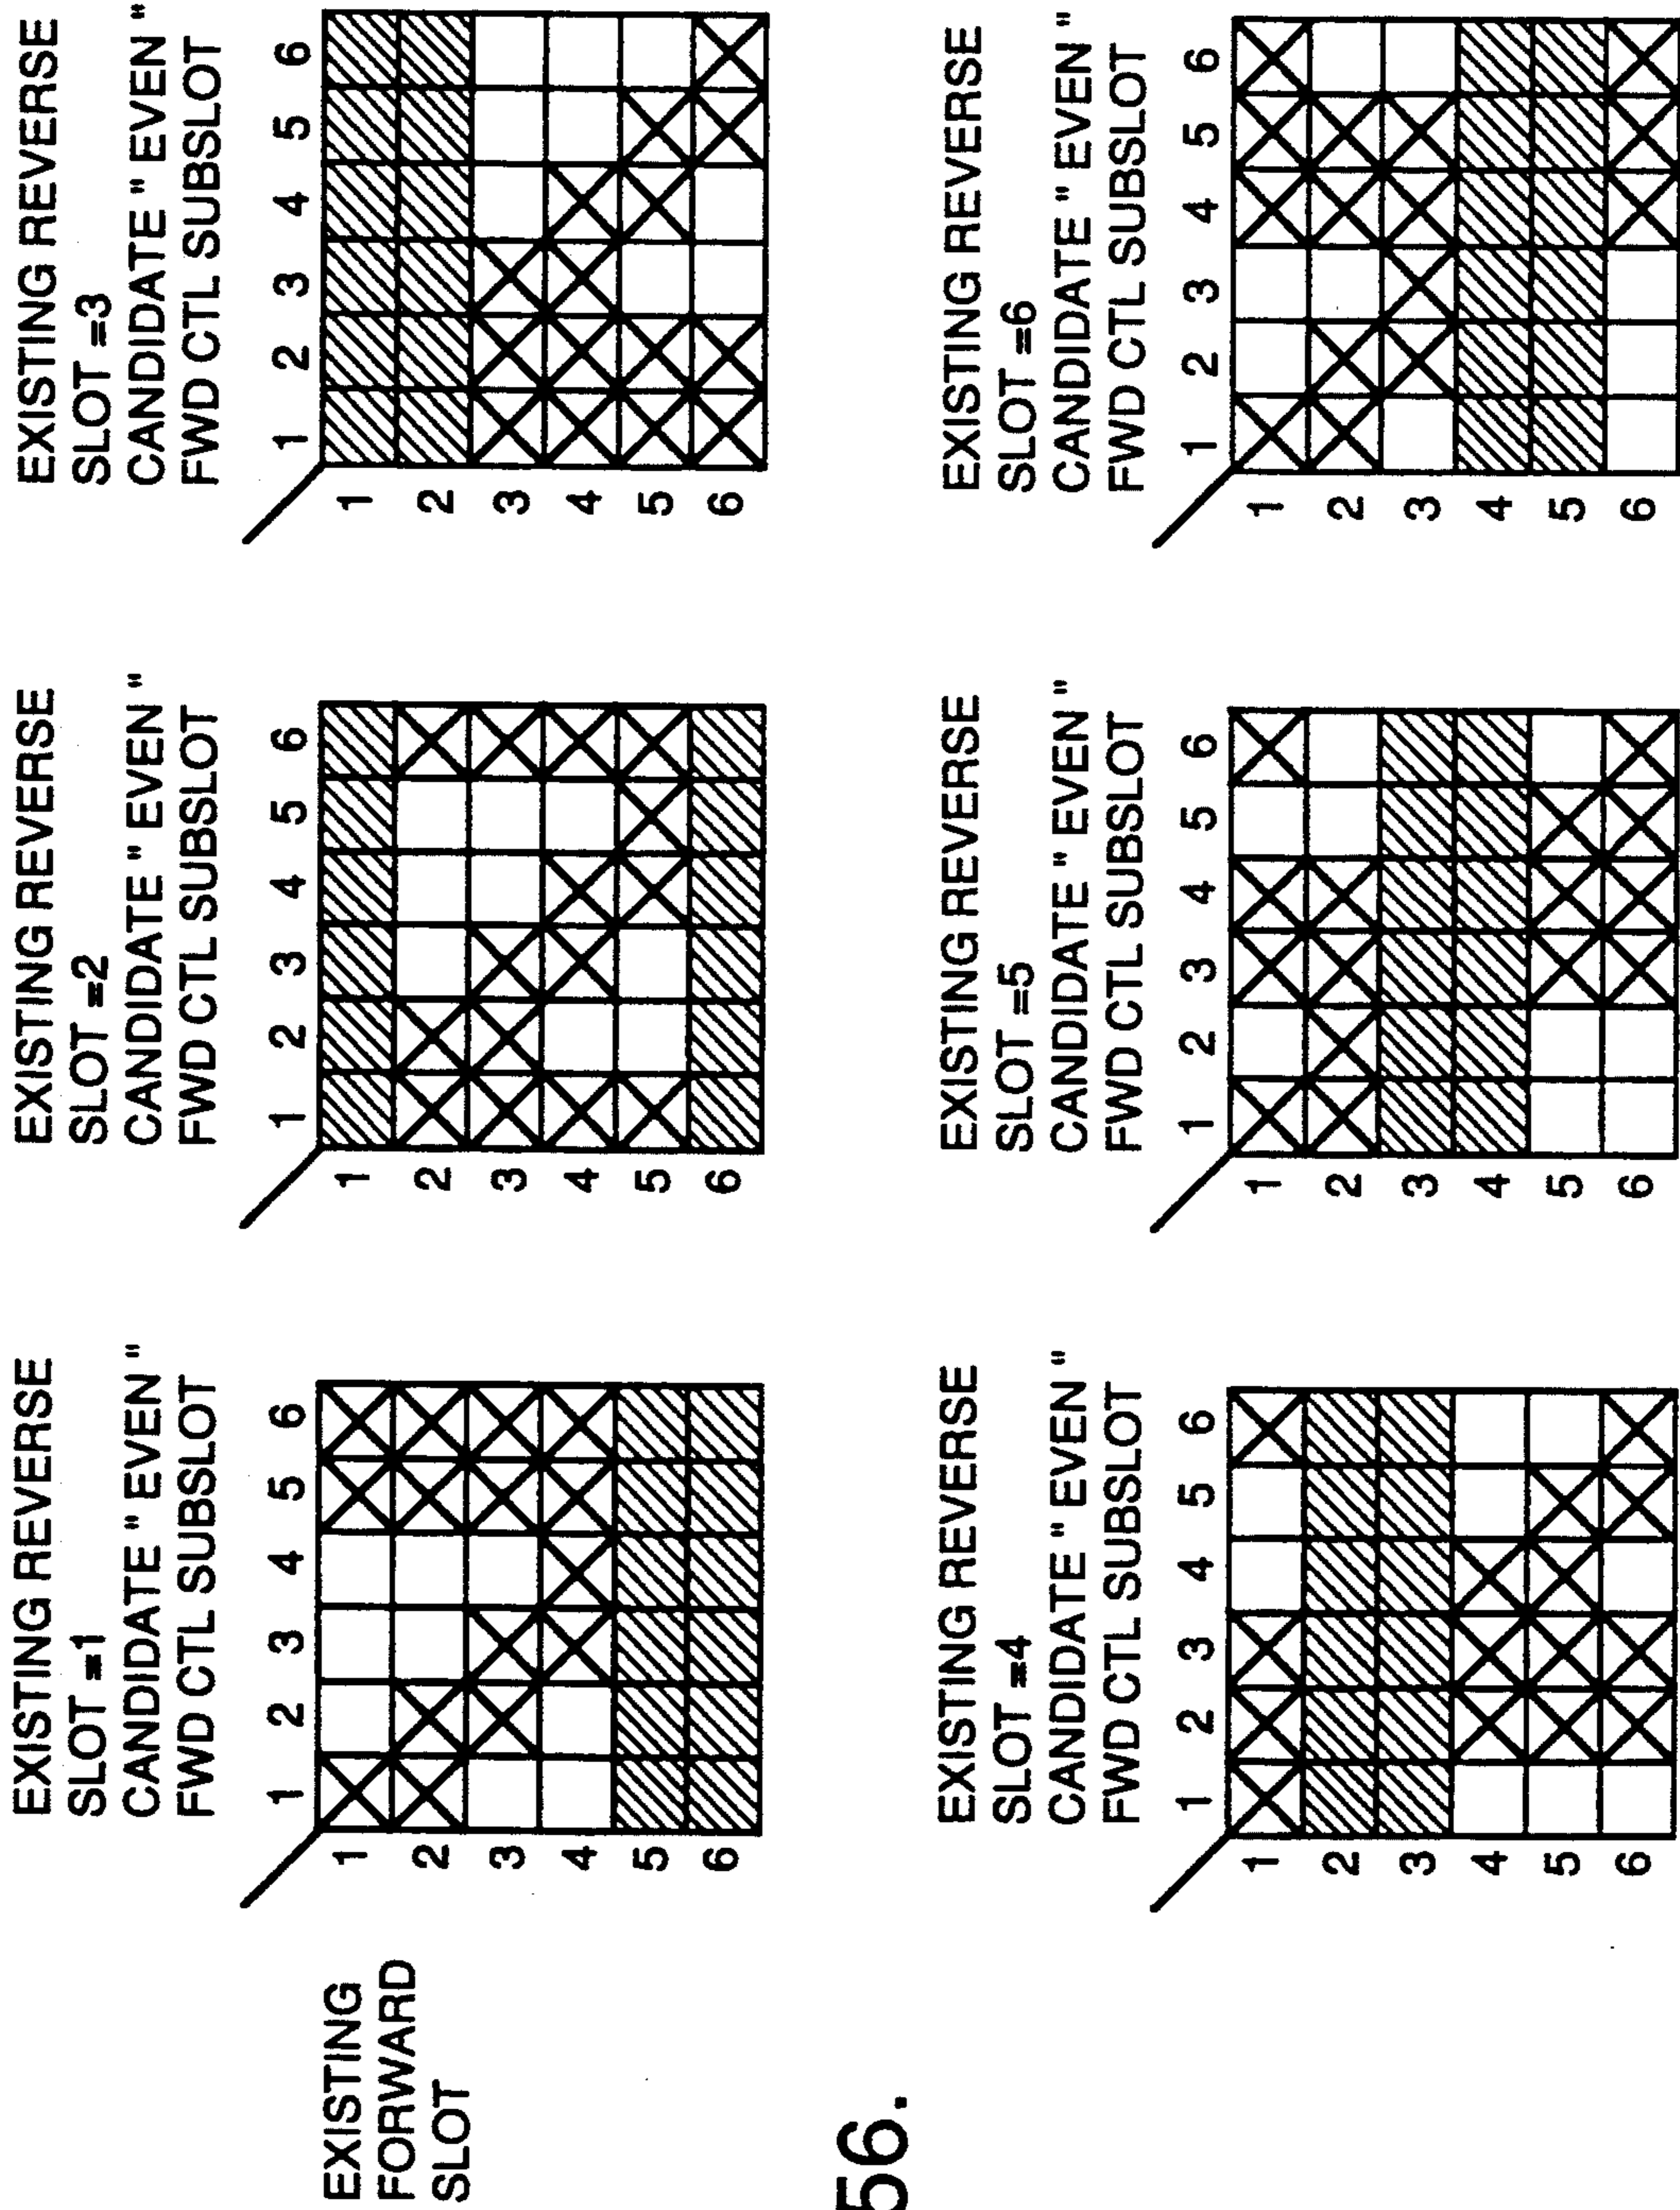 EXISTING
FORWARD
SLOT
EXISTING REVERSE
SLOT =1
CANDIDATE " EVEN "
FWD CTL SUBSLOT
1 2 3 4 5 6
1
2
3
4
5
6
EXISTING REVERSE
SLOT =2
CANDIDATE " EVEN "
FWD CTL SUBSLOT
1 2 3 4 5 6
1
2
3
4
5
6
EXISTING REVERSE
SLOT =3
CANDIDATE " EVEN "
FWD CTL SUBSLOT
1 2 3 4 5 6
1
2
3
4
5
6
56.
EXISTING REVERSE
SLOT =4
CANDIDATE " EVEN "
FWD CTL SUBSLOT
1 2 3 4 5 6
1
2
3
4
5
6
EXISTING REVERSE
SLOT =5
CANDIDATE " EVEN "
FWD CTL SUBSLOT
1 2 3 4 5 6
1
2
3
4
5
6
EXISTING REVERSE
SLOT =6
CANDIDATE " EVEN "
FWD CTL SUBSLOT
1 2 3 4 5 6
1
2
3
4
5
6